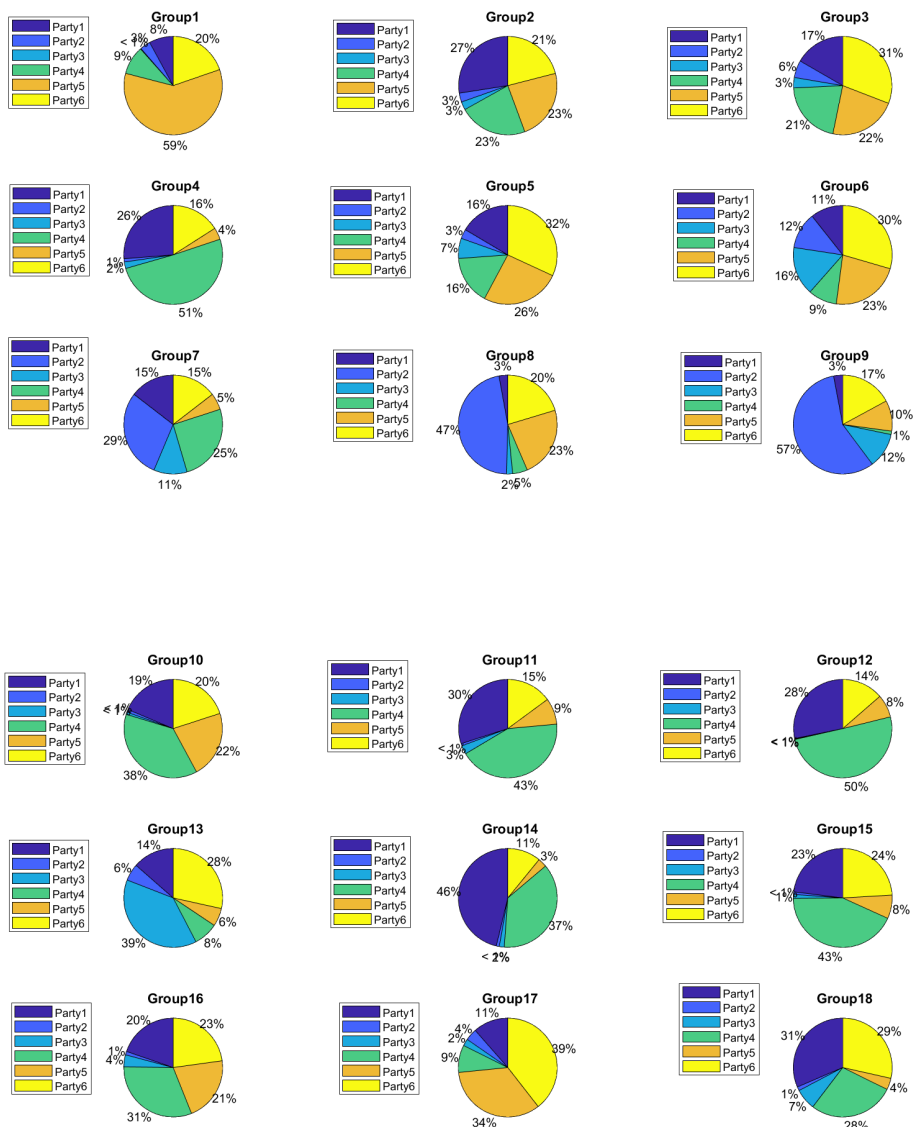 Group1
Party1
Party2
Party3
Party4
Party5
Party6
8%
3%
< 1%
9%
59%
20%
Group2
Party1
Party2
Party3
Party4
Party5
Party6
27%
3%
3%
23%
23%
21%
Group3
Party1
Party2
Party3
Party4
Party5
Party6
17%
6%
3%
21%
22%
31%
Group4
Party1
Party2
Party3
Party4
Party5
Party6
26%
1%
2%
51%
4%
16%
Group5
Party1
Party2
Party3
Party4
Party5
Party6
16%
3%
7%
16%
26%
32%
Group6
Party1
Party2
Party3
Party4
Party5
Party6
11%
12%
16%
9%
23%
30%
Group7
Party1
Party2
Party3
Party4
Party5
Party6
15%
29%
11%
25%
5%
15%
Group8
Party1
Party2
Party3
Party4
Party5
Party6
3%
47%
2%
5%
23%
20%
Group9
Party1
Party2
Party3
Party4
Party5
Party6
3%
57%
12%
1%
10%
17%
Group10
Party1
Party2
Party3
Party4
Party5
Party6
19%
< 1%
38%
22%
20%
Group11
Party1
Party2
Party3
Party4
Party5
Party6
30%
< 1%
3%
43%
9%
15%
Group12
Party1
Party2
Party3
Party4
Party5
Party6
28%
< 1%
50%
8%
14%
Group13
Party1
Party2
Party3
Party4
Party5
Party6
14%
6%
39%
8%
6%
28%
Group14
Party1
Party2
Party3
Party4
Party5
Party6
46%
37%
3%
11%
Group15
Party1
Party2
Party3
Party4
Party5
Party6
23%
< 1%
1%
43%
8%
24%
Group16
Party1
Party2
Party3
Party4
Party5
Party6
20%
1%
4%
31%
21%
23%
Group17
Party1
Party2
Party3
Party4
Party5
Party6
11%
4%
2%
9%
34%
39%
Group18
Party1
Party2
Party3
Party4
Party5
Party6
31%
1%
7%
28%
4%
29%